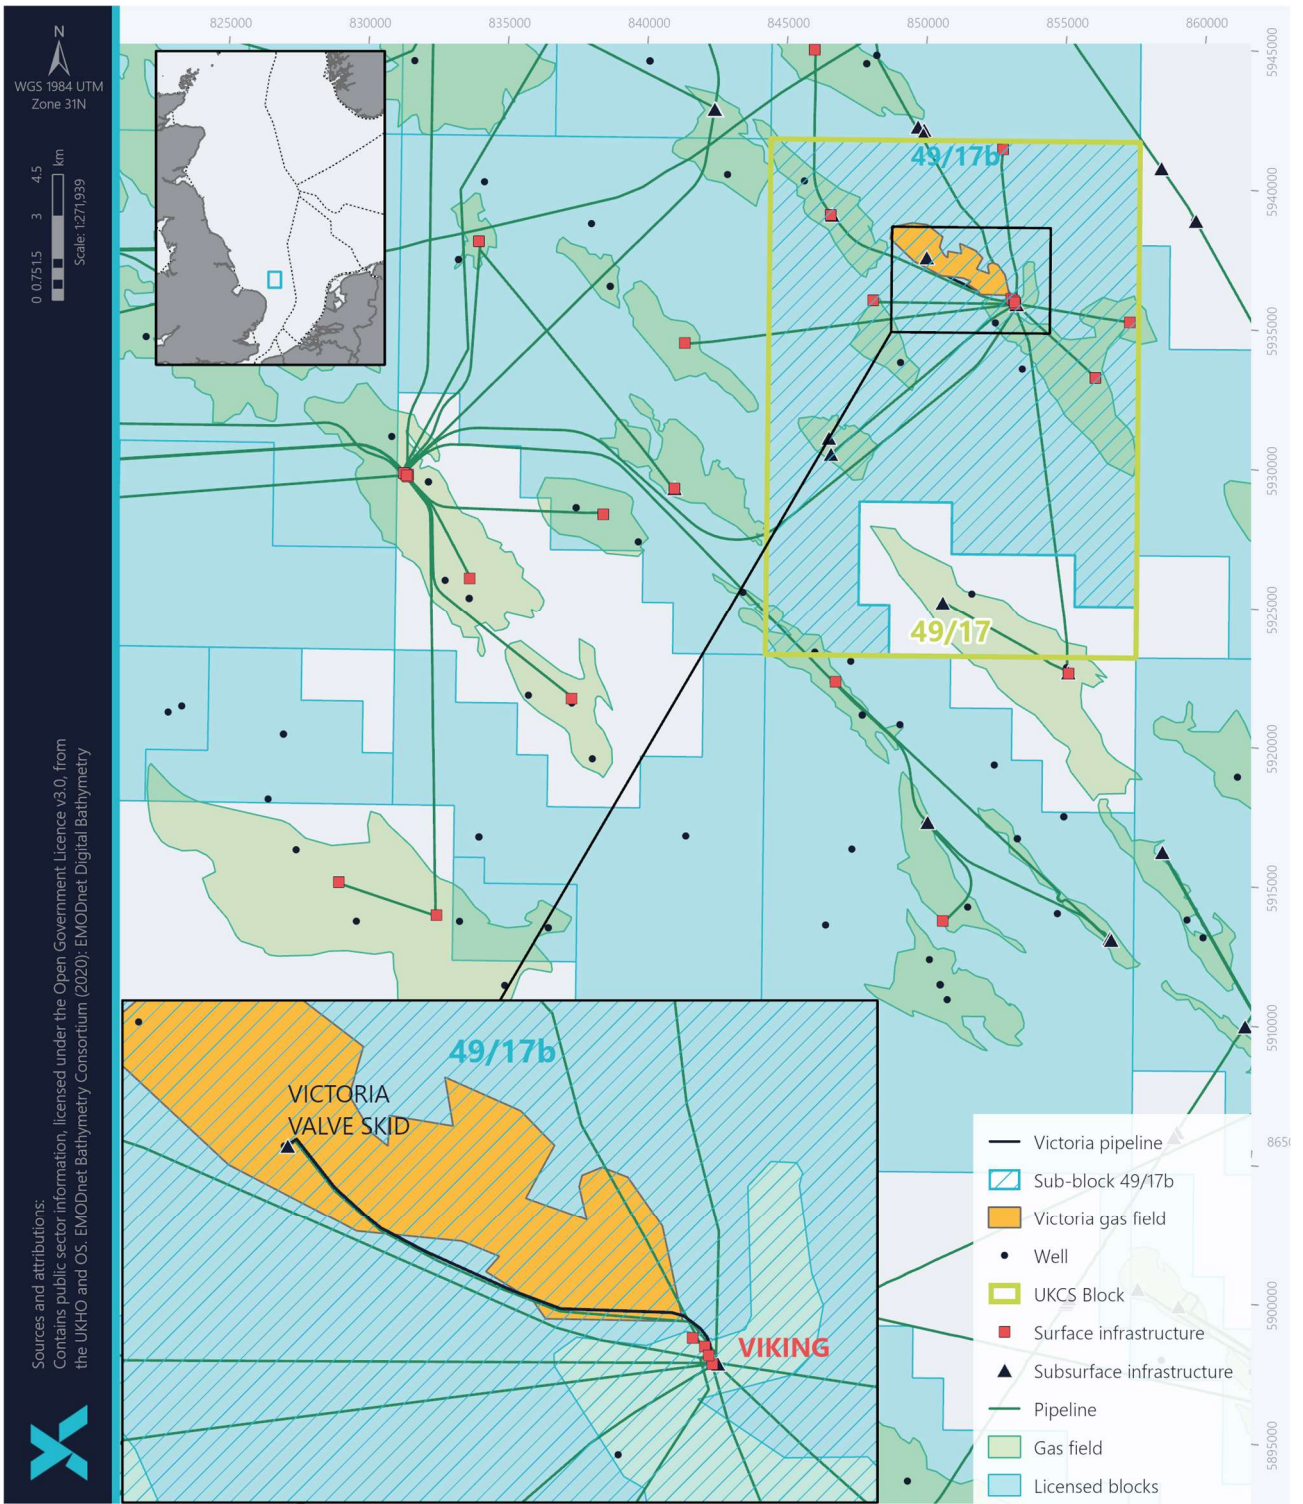 825000
830000
835000
840000
845000
850000
855000
860000
N
WGS 1984 UTM
Zone 31N
0 0.75 1.5 3 4.5
km
Scale: 1:271,939
5945000
5940000
5935000
5930000
5925000
5920000
5915000
5910000
8650
5900000
5895000
49/17b
49/17
49/17b
VICTORIA
VALVE SKID
VIKING
Victoria pipeline
Sub-block 49/17b
Victoria gas field
Well
UKCS Block
Surface infrastructure
Subsurface infrastructure
Pipeline
Gas field
Licensed blocks
Sources and attributions:
Contains public sector information, licensed under the Open Government Licence v3.0, from
the UKHO and OS. EMODnet Bathymetry Consortium (2020): EMODnet Digital Bathymetry